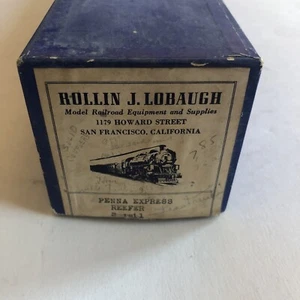 ROLLIN J. LOBAUGH
Model Railroad Equipment and Supplies
1179 HOWARD STREET
SAN FRANCISCO, CALIFORNIA
PENNA EXPRESS
REEFER